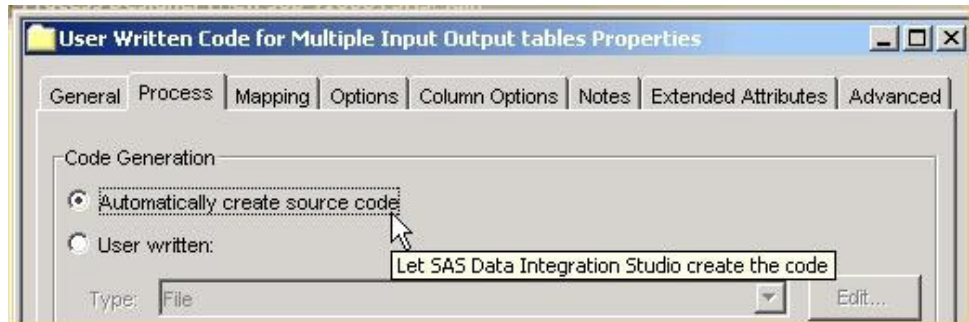 User Written Code for Multiple Input Output tables Properties
General Process Mapping Options Column Options Notes Extended Attributes Advanced
Code Generation
Automatically create source code
User written:
Let SAS Data Integration Studio create the code
Type: File Edit...